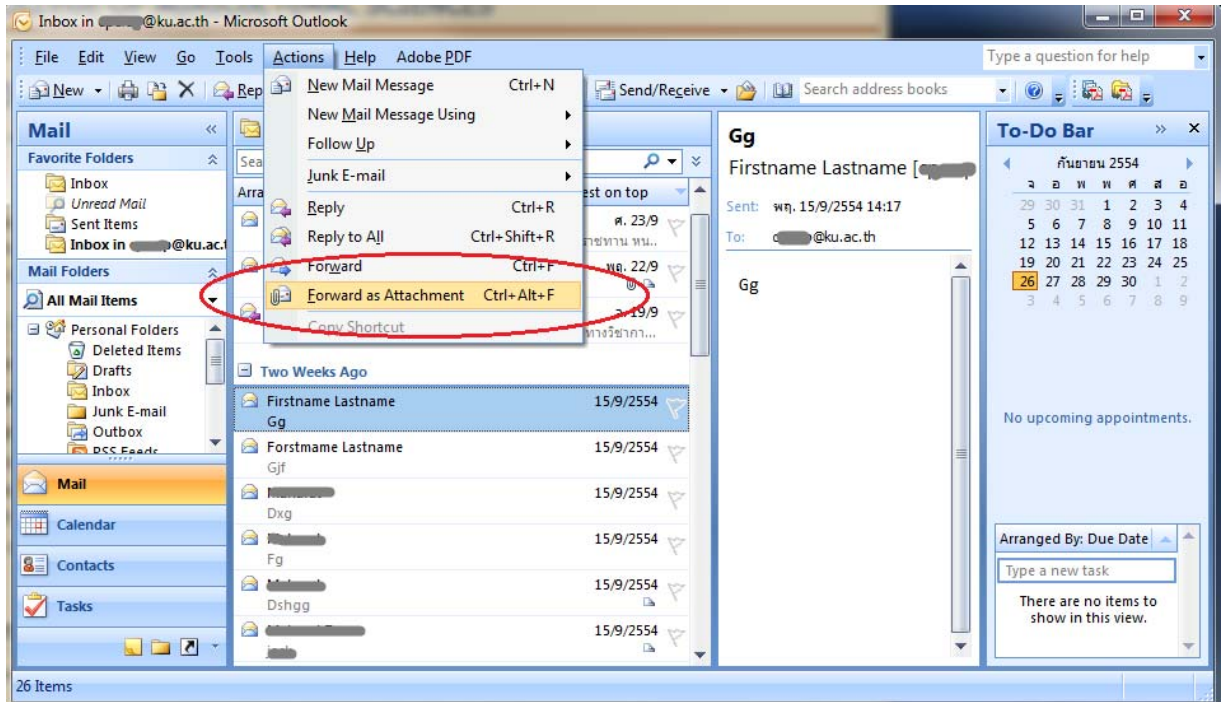 Inbox in @ku.ac.th - Microsoft Outlook
File Edit View Go Tools Actions Help Adobe PDF
Type a question for help
New Rep
Send/Receive
Search address books
Mail
Favorite Folders
Inbox
Unread Mail
Sent Items
Inbox in @ku.ac.t
Mail Folders
All Mail Items
Personal Folders
Deleted Items
Drafts
Inbox
Junk E-mail
Outbox
RSS Feeds
Mail
Calendar
Contacts
Tasks
26 Items
New Mail Message Ctrl+N
New Mail Message Using
Follow Up
Junk E-mail
Reply Ctrl+R
Reply to All Ctrl+Shift+R
Forward Ctrl+F
Forward as Attachment Ctrl+Alt+F
Copy Shortcut
Sea
Arra est on top
ศ. 23/9
พฤ. 22/9
จ. 19/9
Two Weeks Ago
Firstname Lastname 15/9/2554
Gg
Forstmame Lastname 15/9/2554
Gjf
15/9/2554
Dxg
15/9/2554
Fg
15/9/2554
Dshgg
15/9/2554
Gg
Firstname Lastname [
Sent: พฤ. 15/9/2554 14:17
To: @ku.ac.th
Gg
To-Do Bar
กันยายน 2554
จ อ พ พ ศ ส อ
29 30 31 1 2 3 4
5 6 7 8 9 10 11
12 13 14 15 16 17 18
19 20 21 22 23 24 25
26 27 28 29 30 1 2
3 4 5 6 7 8 9
No upcoming appointments.
Arranged By: Due Date
Type a new task
There are no items to
show in this view.